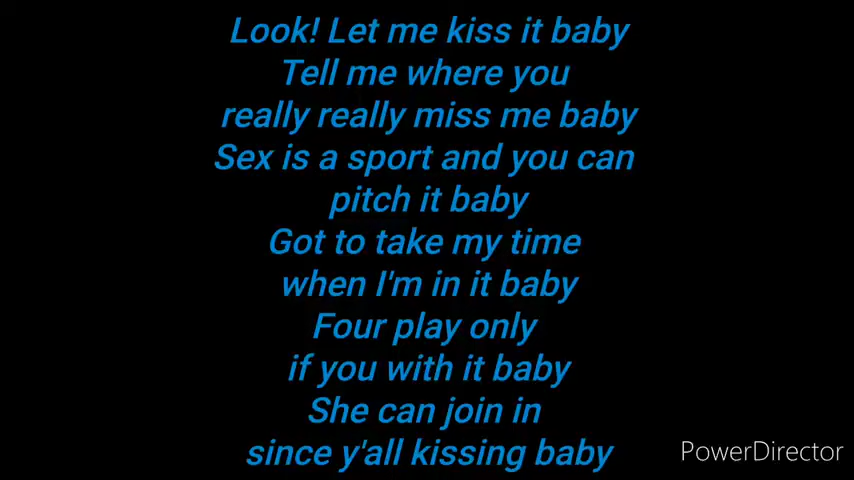 Look! Let me kiss it baby
Tell me where you
really really miss me baby
Sex is a sport and you can
pitch it baby
Got to take my time
when I'm in it baby
Four play only
if you with it baby
She can join in
since y'all kissing baby
PowerDirector